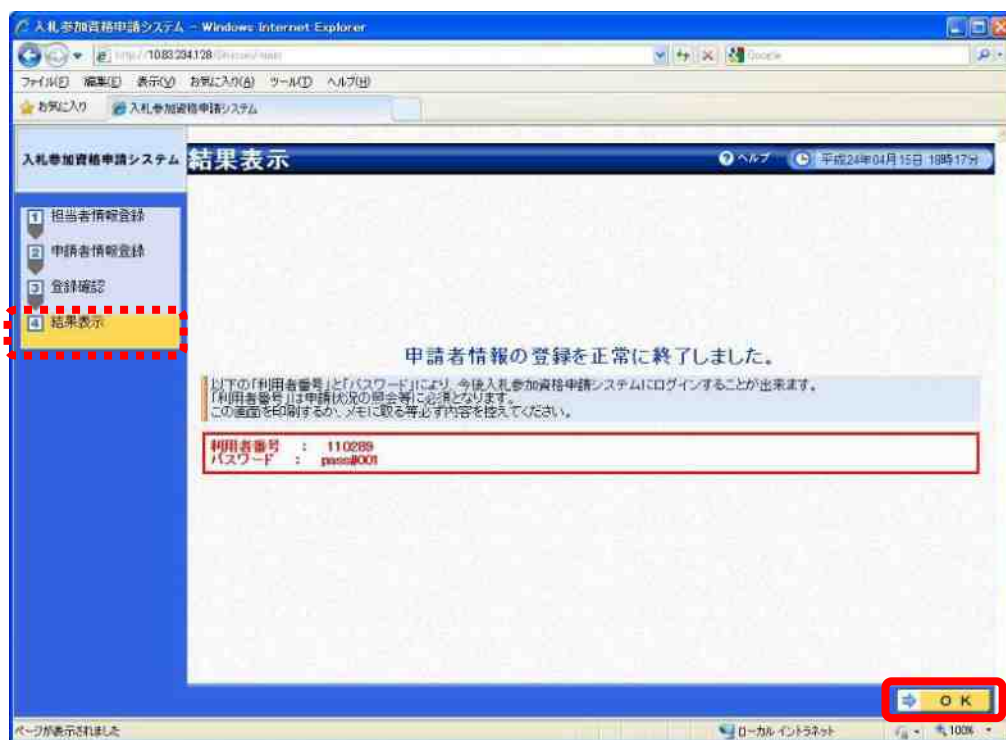 入札参加資格申請システム - Windows Internet Explorer
Google
ファイル(F) 編集(E) 表示(V) お気に入り(A) ツール(T) ヘルプ(H)
お気に入り 入札参加資格申請システム
入札参加資格申請システム
結果表示
ヘルプ 平成24年04月15日 18時17分
1 担当者情報登録
2 申請者情報登録
3 登録確認
4 結果表示
申請者情報の登録を正常に終了しました。
以下の「利用者番号」と「パスワード」により、今後入札参加資格申請システムにログインすることが出来ます。
「利用者番号」は申請状況の照会等に必須となります。
この画面を印刷するか、メモに取る等必ず内容を控えてください。
利用者番号 : 110289
パスワード : pass#001
OK
ページが表示されました ローカル イントラネット 100%